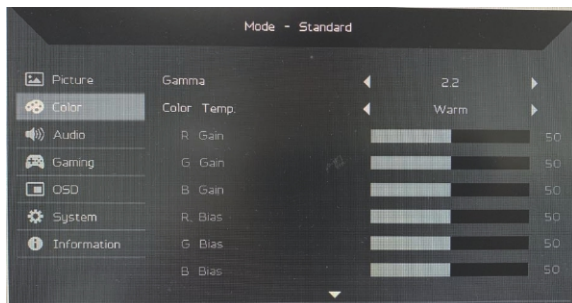 Mode - Standard
Picture
Gamma 2.2
Color
Color Temp. Warm
Audio
R Gain 50
Gaming
G Gain 50
OSD
B Gain 50
System
R. Bias 50
Information
G Bias 50
B Bias 50